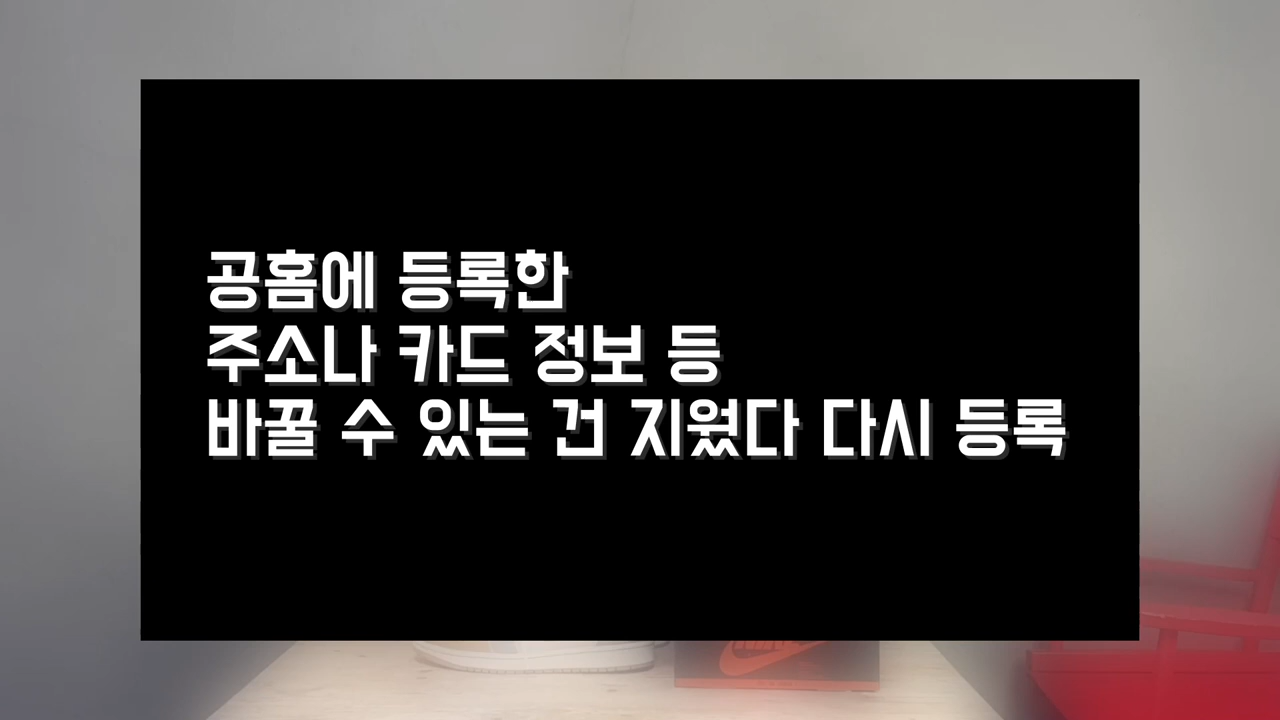 공홈에 등록한
주소나 카드 정보 등
바꿀 수 있는 건 지웠다 다시 등록